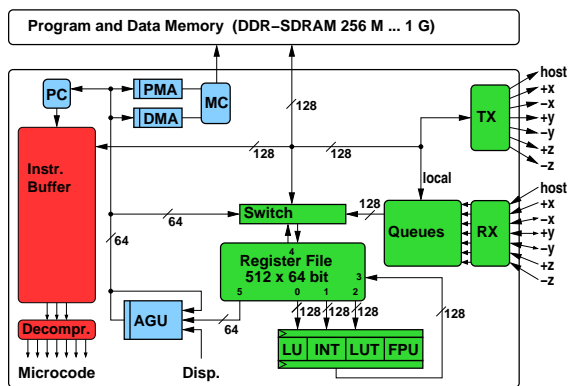 Program and Data Memory (DDR−SDRAM 256 M ... 1 G)
host
PC
PMA
MC
TX
+x
−x
128
+y
DMA
−y
+z
128
128
128
−z
Instr.
Buffer
local
host
+x
64
Switch
128
−x
Queues
RX
+y
64
4
−y
Register File
+z
512 x 64 bit
3
−z
5
0
1
2
AGU
64
128
128
128
128
Decompr.
LU
INT
LUT
FPU
Microcode
Disp.